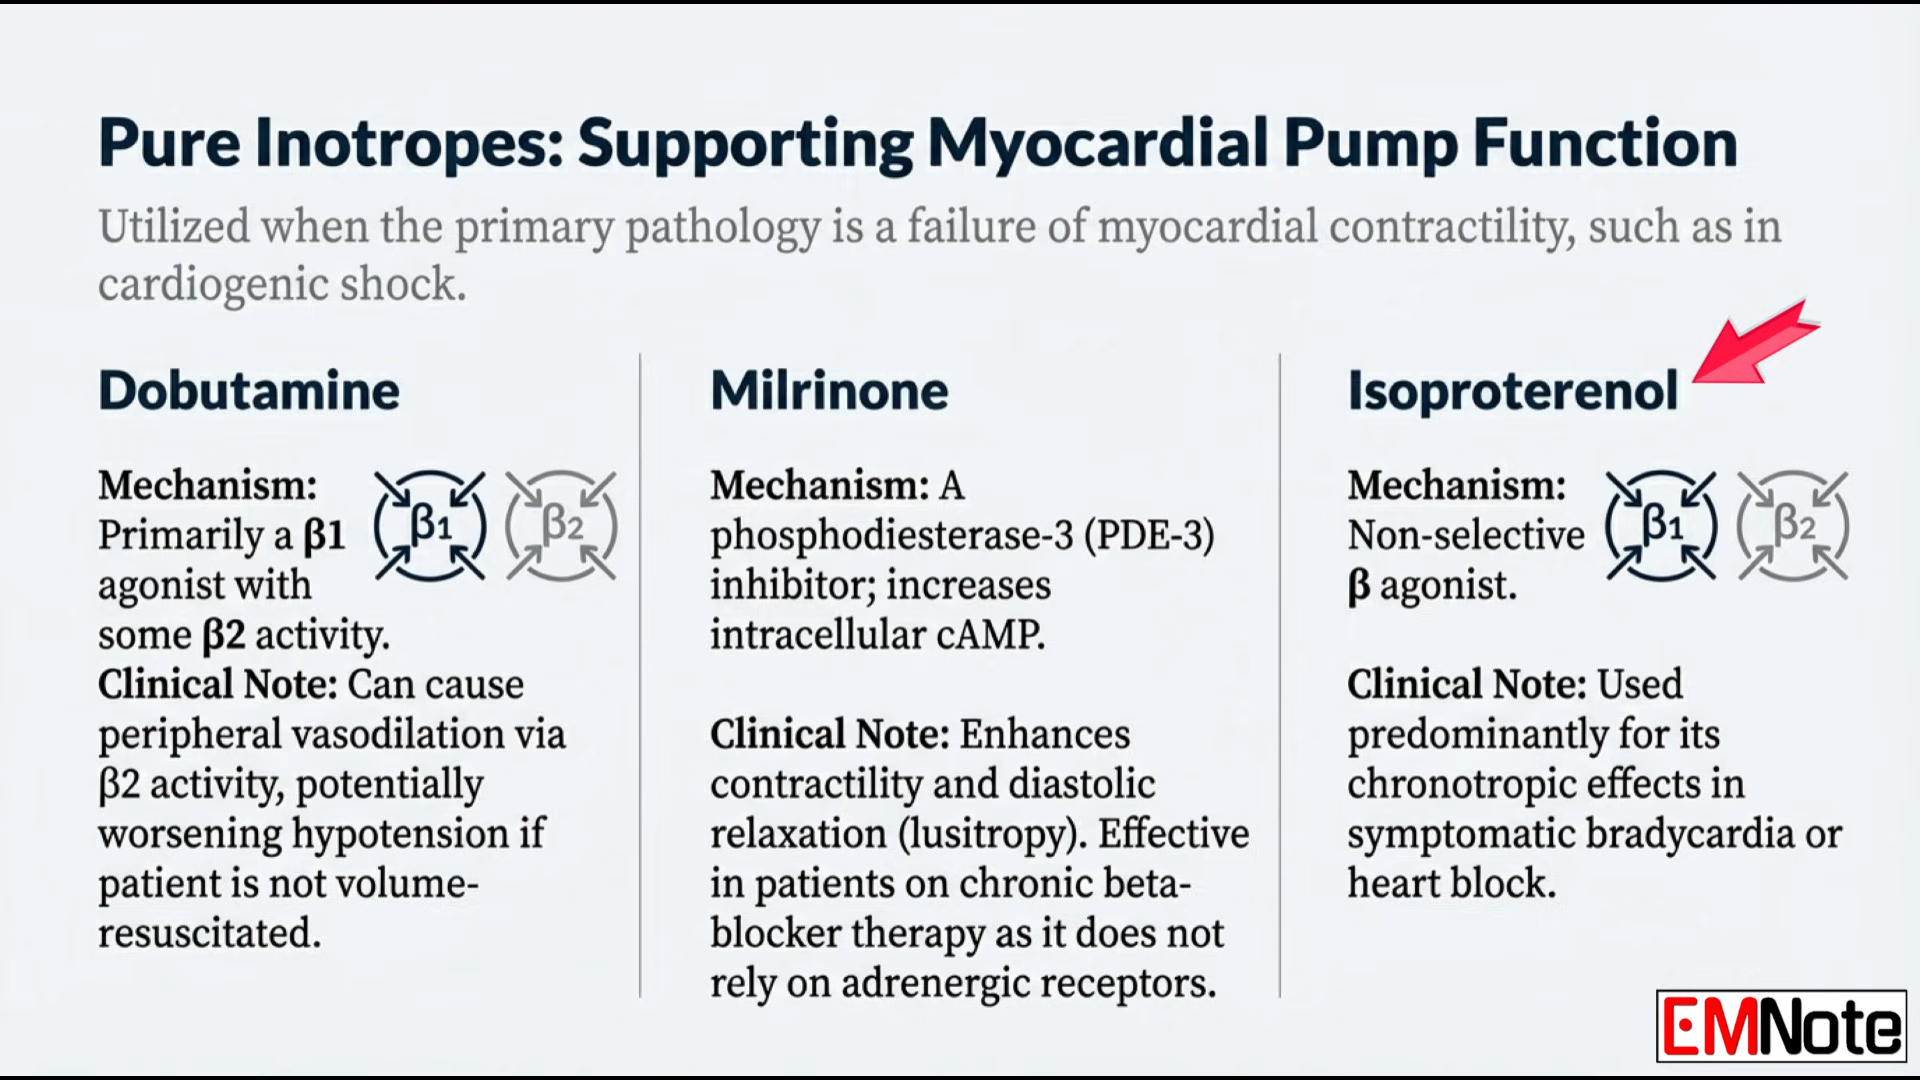 Pure Inotropes: Supporting Myocardial Pump Function
Utilized when the primary pathology is a failure of myocardial contractility, such as in
cardiogenic shock.
Dobutamine
Mechanism:
Primarily a β1
agonist with
some β2 activity.
β1
β2
Clinical Note: Can cause
peripheral vasodilation via
β2 activity, potentially
worsening hypotension if
patient is not volume-
resuscitated.
Milrinone
Mechanism: A
phosphodiesterase-3 (PDE-3)
inhibitor; increases
intracellular cAMP.
Clinical Note: Enhances
contractility and diastolic
relaxation (lusitropy). Effective
in patients on chronic beta-
blocker therapy as it does not
rely on adrenergic receptors.
Isoproterenol
Mechanism:
Non-selective
β agonist.
β1
β2
Clinical Note: Used
predominantly for its
chronotropic effects in
symptomatic bradycardia or
heart block.
EMNote